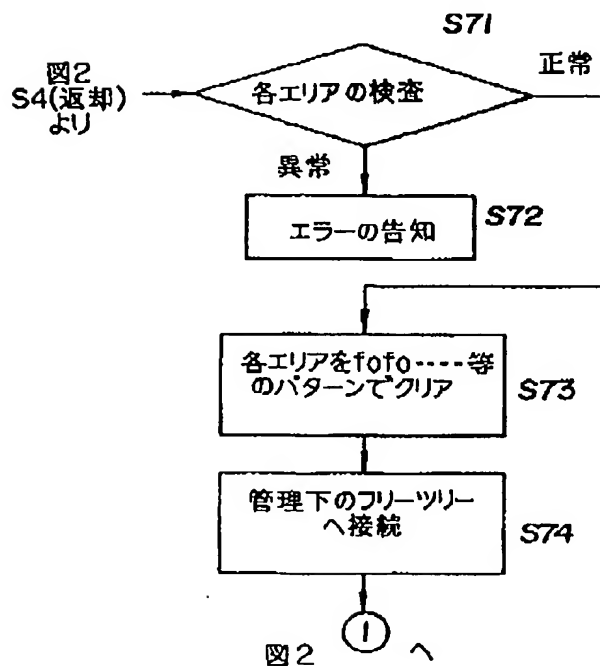 S71
図2
S4(返却)
より
各エリアの検査
正常
異常
エラーの告知
S72
各エリアをfofo----等
のパターンでクリア
S73
管理下のフリーツリー
へ接続
S74
図2 1 へ